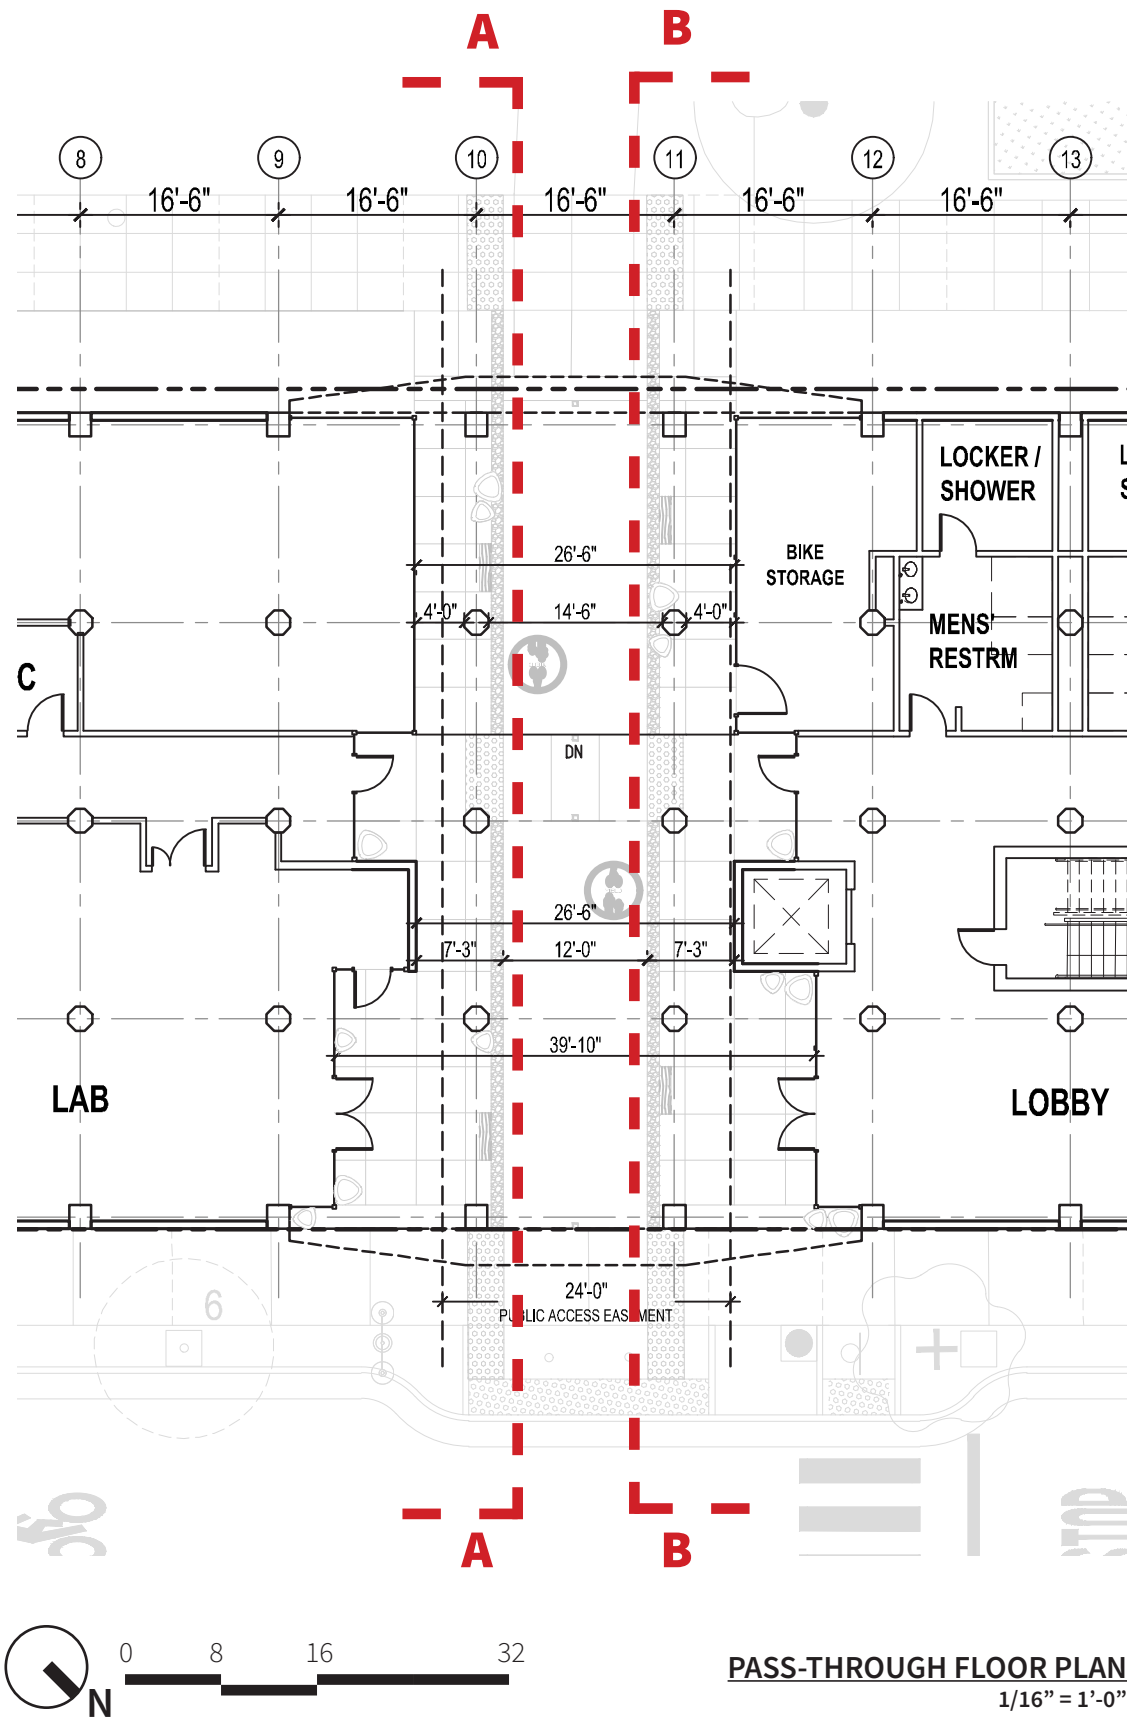 A B
8 9 10 11 12 13
16'-6" 16'-6" 16'-6" 16'-6" 16'-6"
LOCKER /
SHOWER
L
S
26'-6"
BIKE
STORAGE
4'-0" 14'-6" 4'-0"
MENS'
RESTRM
C
DN
26'-6"
7'-3" 12'-0" 7'-3"
39'-10"
LAB
LOBBY
24'-0"
PUBLIC ACCESS EASEMENT
6
A B
0 8 16 32
N
PASS-THROUGH FLOOR PLAN
1/16” = 1’-0”